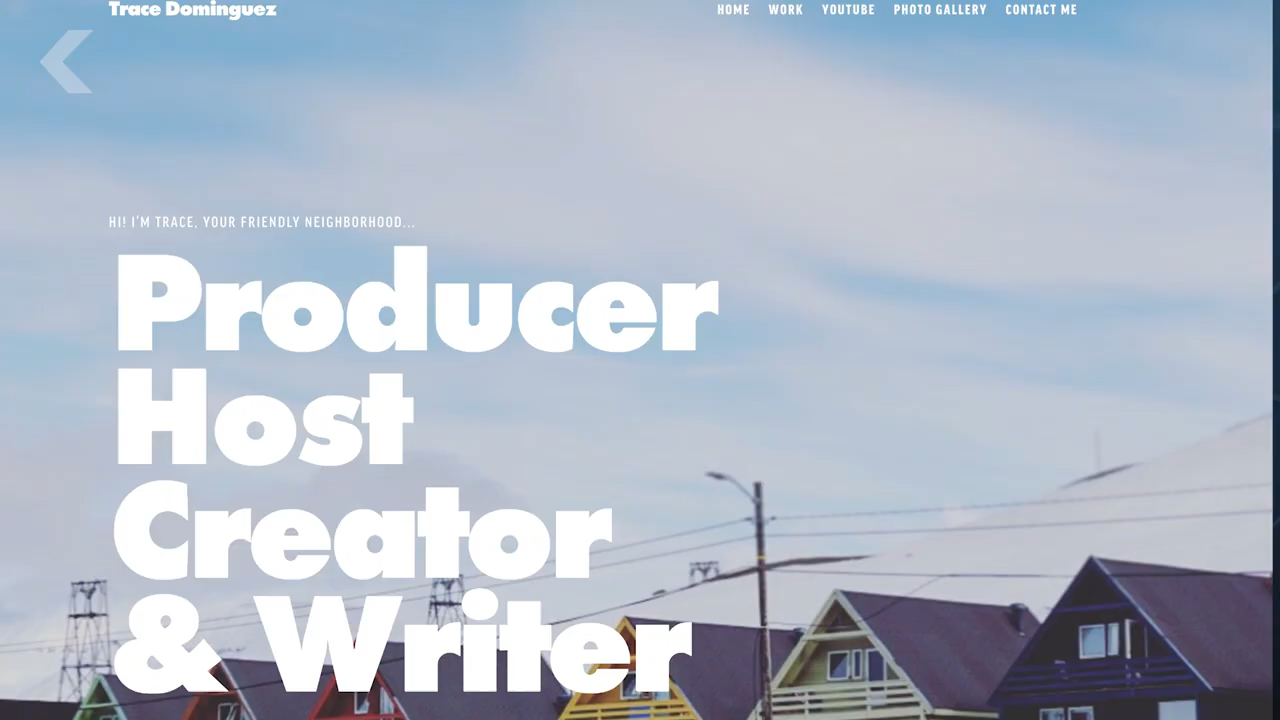 Trace Dominguez
HOME WORK YOUTUBE PHOTO GALLERY CONTACT ME
HI! I'M TRACE, YOUR FRIENDLY NEIGHBORHOOD...
Producer
Host
Creator
& Writer